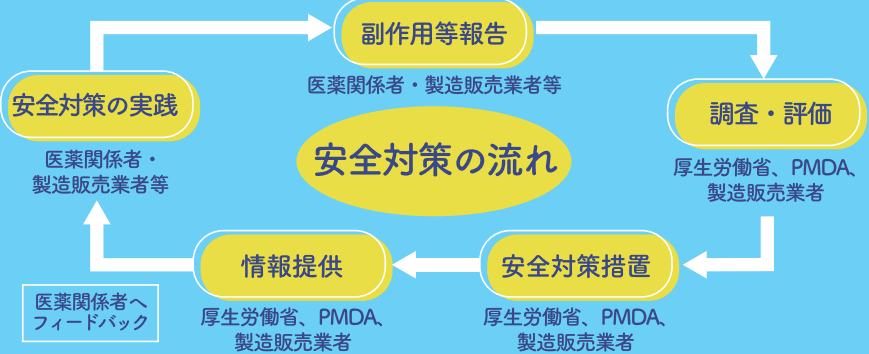 副作用等報告
医薬関係者・製造販売業者等
安全対策の実践
医薬関係者・
製造販売業者等
調査・評価
厚生労働省、PMDA、
製造販売業者
安全対策の流れ
情報提供
厚生労働省、PMDA、
製造販売業者
安全対策措置
厚生労働省、PMDA、
製造販売業者
医薬関係者へ
フィードバック